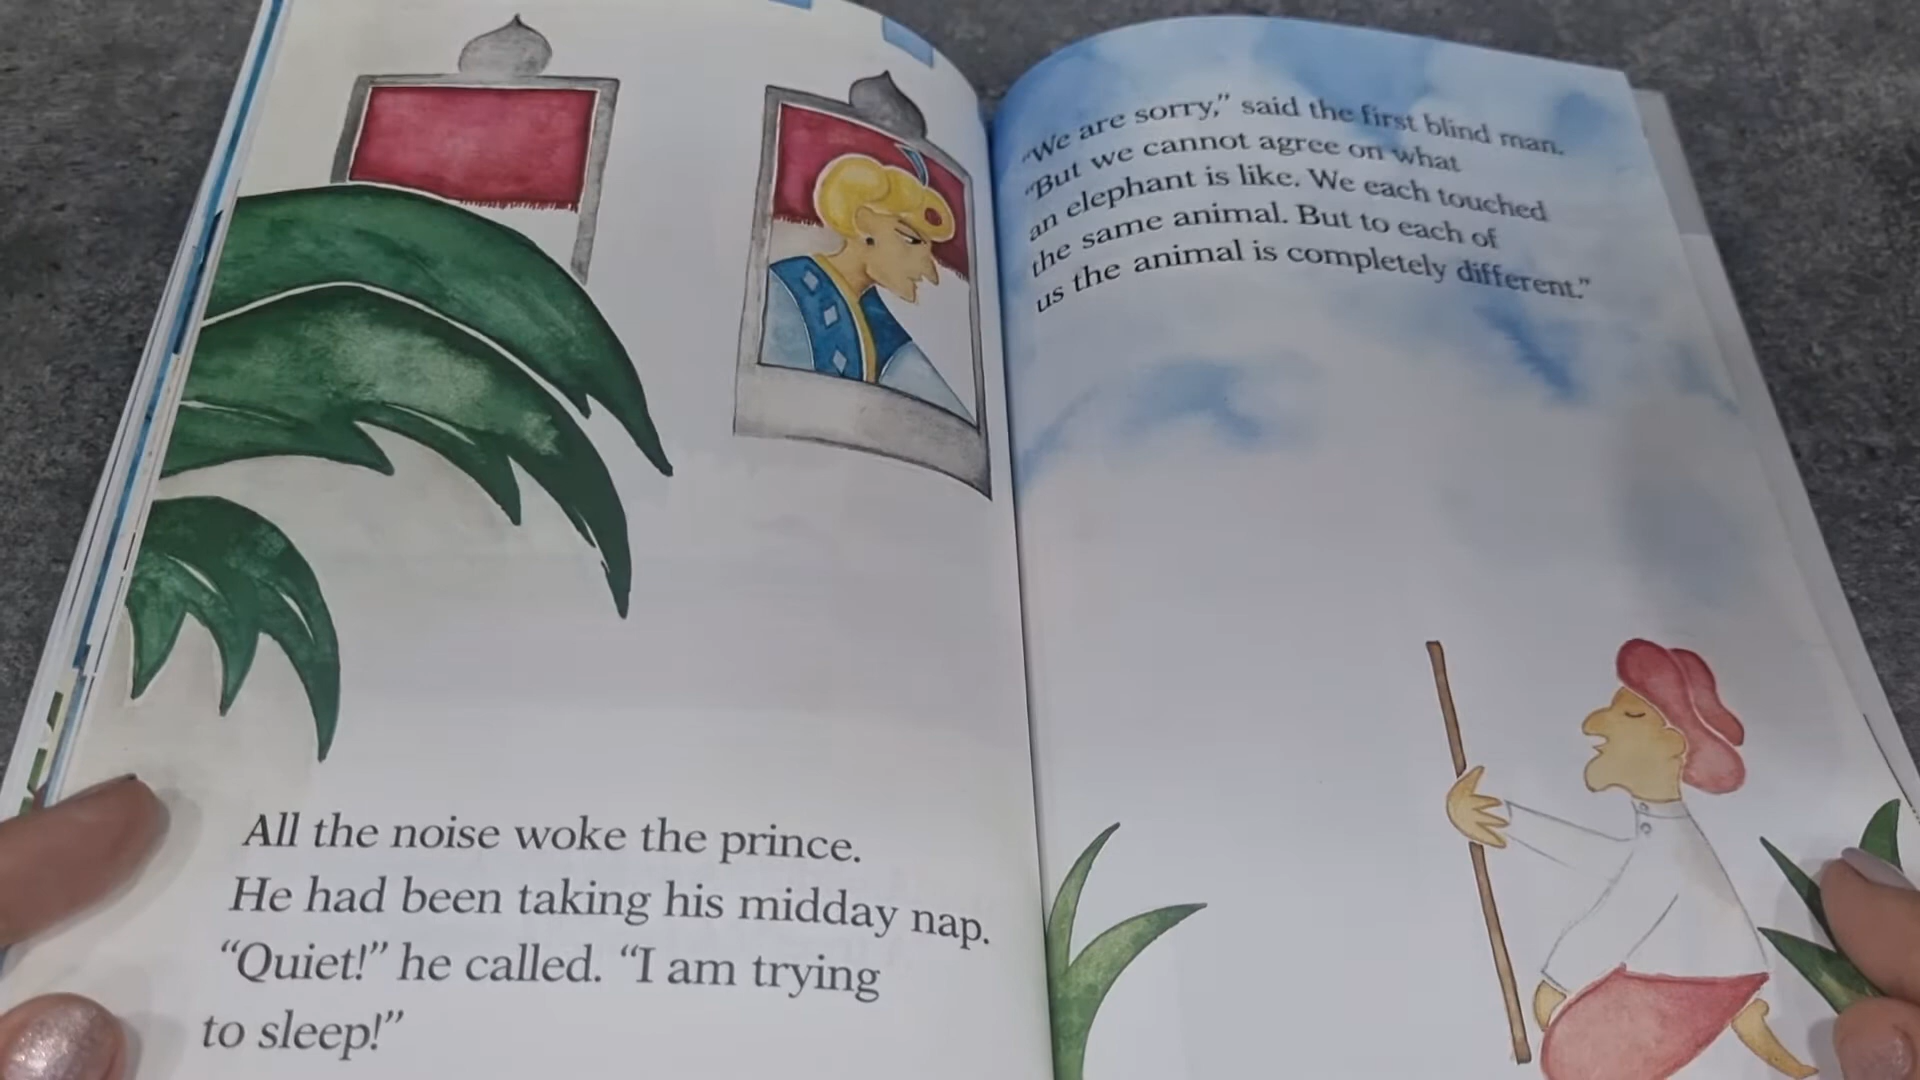 All the noise woke the prince.
He had been taking his midday nap.
“Quiet!” he called. “I am trying
to sleep!”
“We are sorry,” said the first blind man.
“But we cannot agree on what
an elephant is like. We each touched
the same animal. But to each of
us the animal is completely different.”